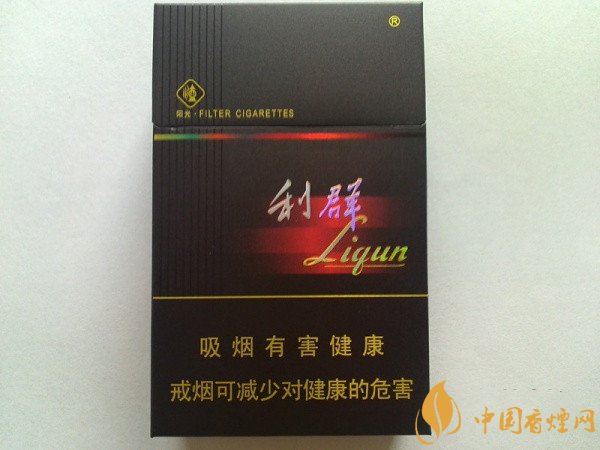 ®
阳光·FILTER CIGARETTES
利群
Liqun
吸烟有害健康
戒烟可减少对健康的危害
中国香烟网